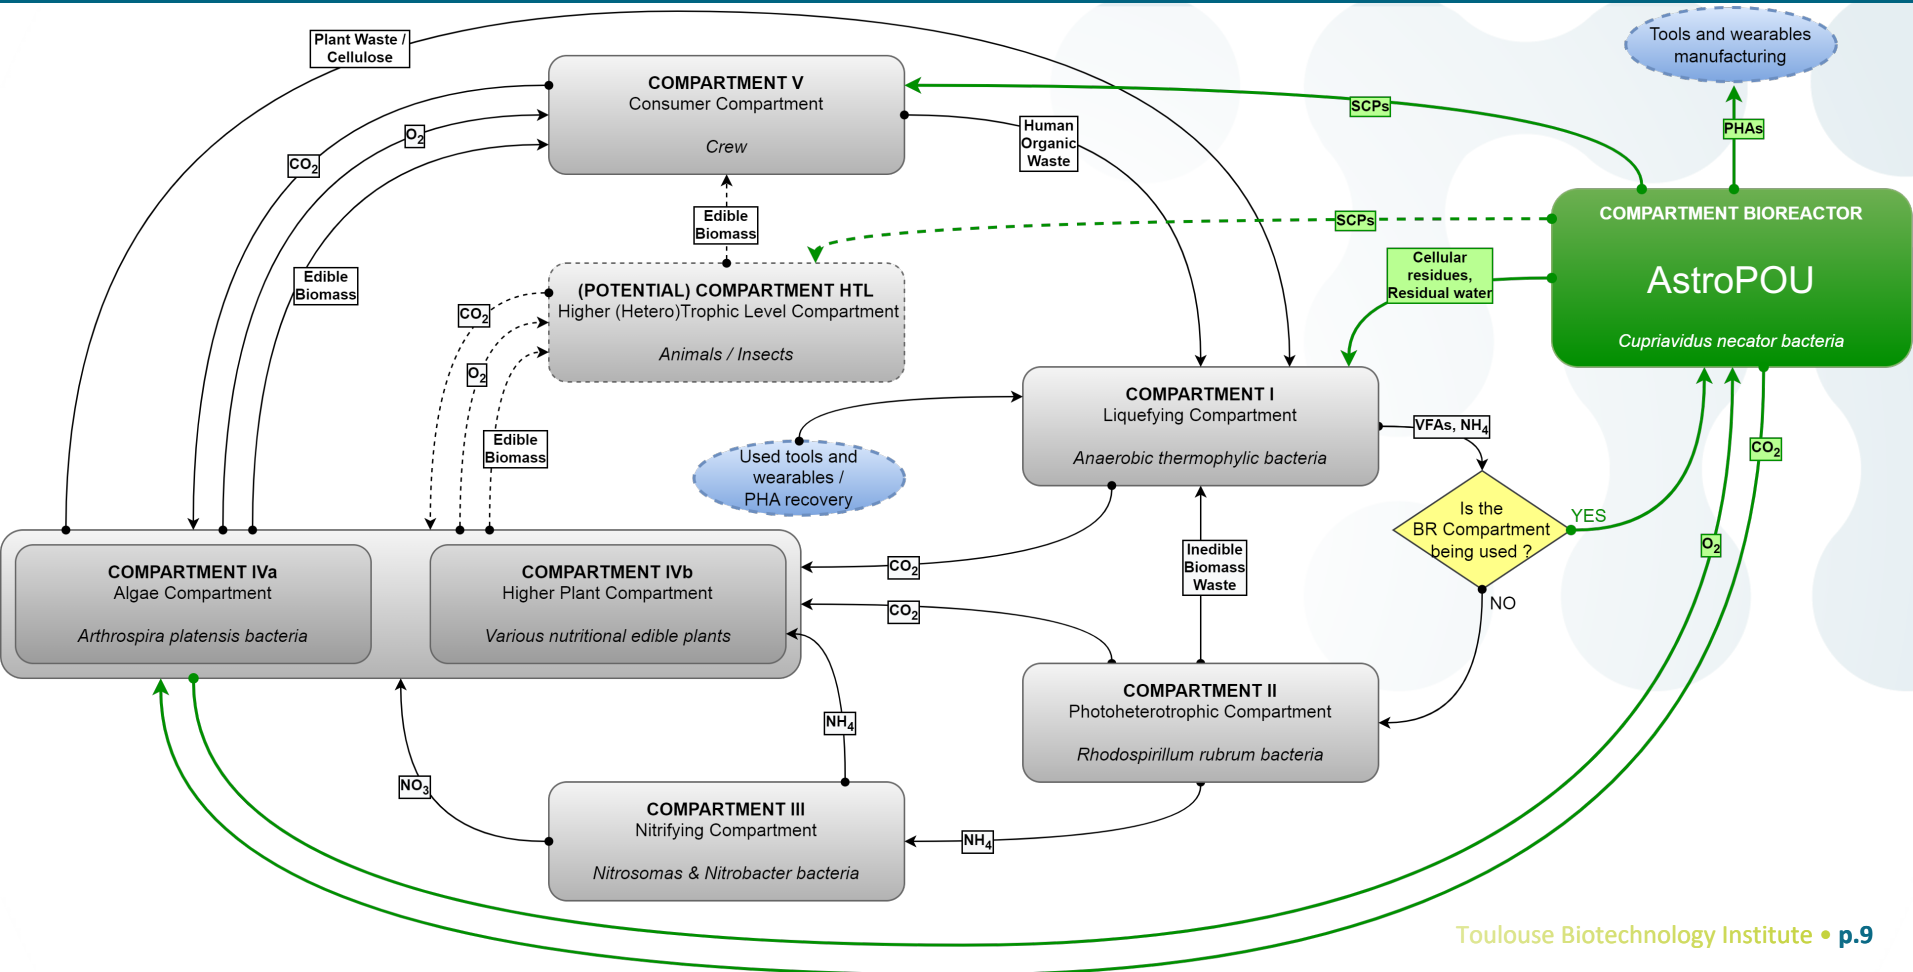 Plant Waste /
Cellulose
Tools and wearables
manufacturing
COMPARTMENT V
Consumer Compartment
Crew
SCPs
PHAs
Human
Organic
Waste
O2
CO2
Edible
Biomass
SCPs
COMPARTMENT BIOREACTOR
AstroPOU
Cupriavidus necator bacteria
Cellular
residues,
Residual water
Edible
Biomass
(POTENTIAL) COMPARTMENT HTL
Higher (Hetero)Trophic Level Compartment
Animals / Insects
CO2
O2
Edible
Biomass
COMPARTMENT I
Liquefying Compartment
Anaerobic thermophylic bacteria
VFAs, NH4
CO2
Used tools and
wearables /
PHA recovery
Is the
BR Compartment
being used ?
YES
NO
O2
COMPARTMENT IVa
Algae Compartment
Arthrospira platensis bacteria
COMPARTMENT IVb
Higher Plant Compartment
Various nutritional edible plants
CO2
CO2
Inedible
Biomass
Waste
COMPARTMENT II
Photoheterotrophic Compartment
Rhodospirillum rubrum bacteria
NH4
NO3
COMPARTMENT III
Nitrifying Compartment
Nitrosomas & Nitrobacter bacteria
NH4
Toulouse Biotechnology Institute • p.9